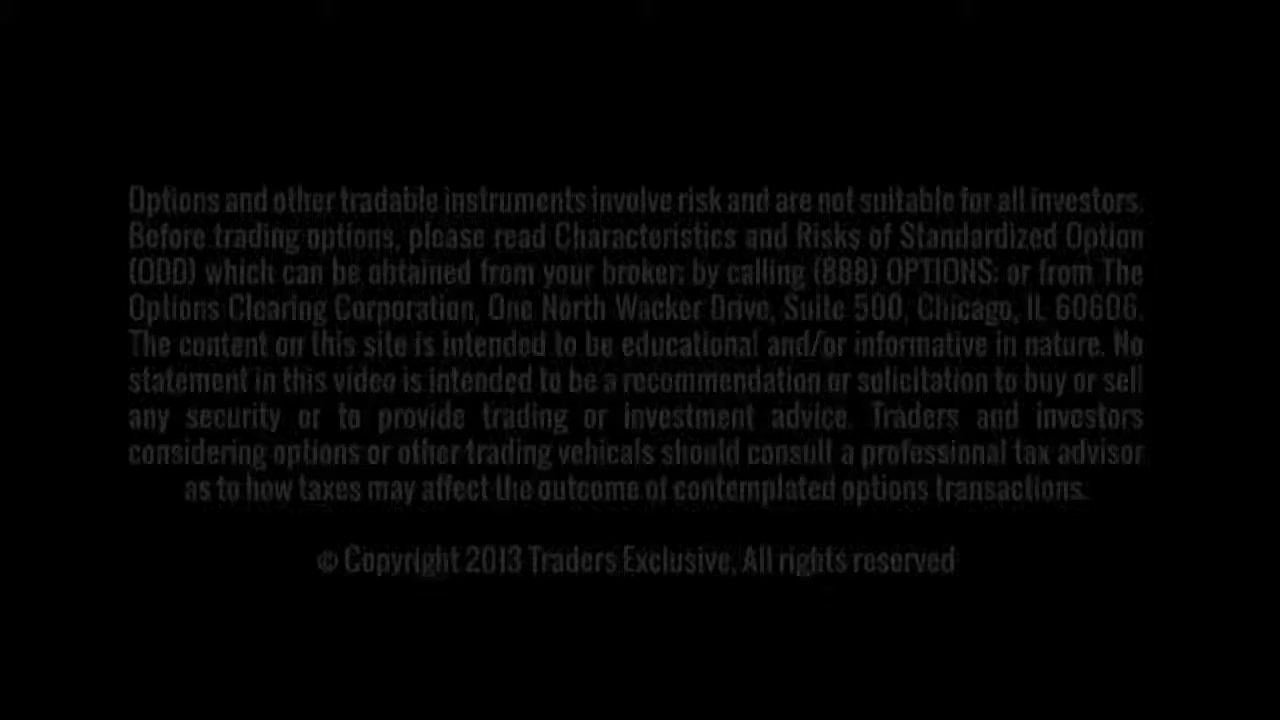 Options and other tradable instruments involve risk and are not suitable for all investors.
Before trading options, please read Characteristics and Risks of Standardized Option
(ODD) which can be obtained from your broker; by calling (888) OPTIONS; or from The
Options Clearing Corporation, One North Wacker Drive, Suite 500, Chicago, IL 60606.
The content on this site is intended to be educational and/or informative in nature. No
statement in this video is intended to be a recommendation or solicitation to buy or sell
any security or to provide trading or investment advice. Traders and investors
considering options or other trading vehicals should consult a professional tax advisor
as to how taxes may affect the outcome of contemplated options transactions.
© Copyright 2013 Traders Exclusive, All rights reserved